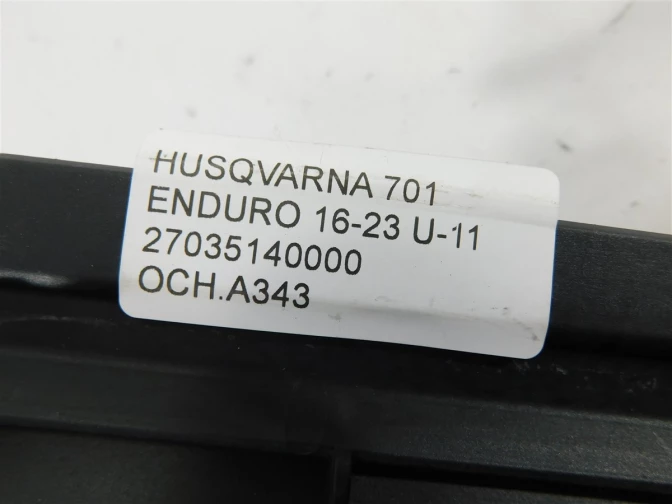 HUSQVARNA 701
ENDURO 16-23 U-11
27035140000
OCH.A343